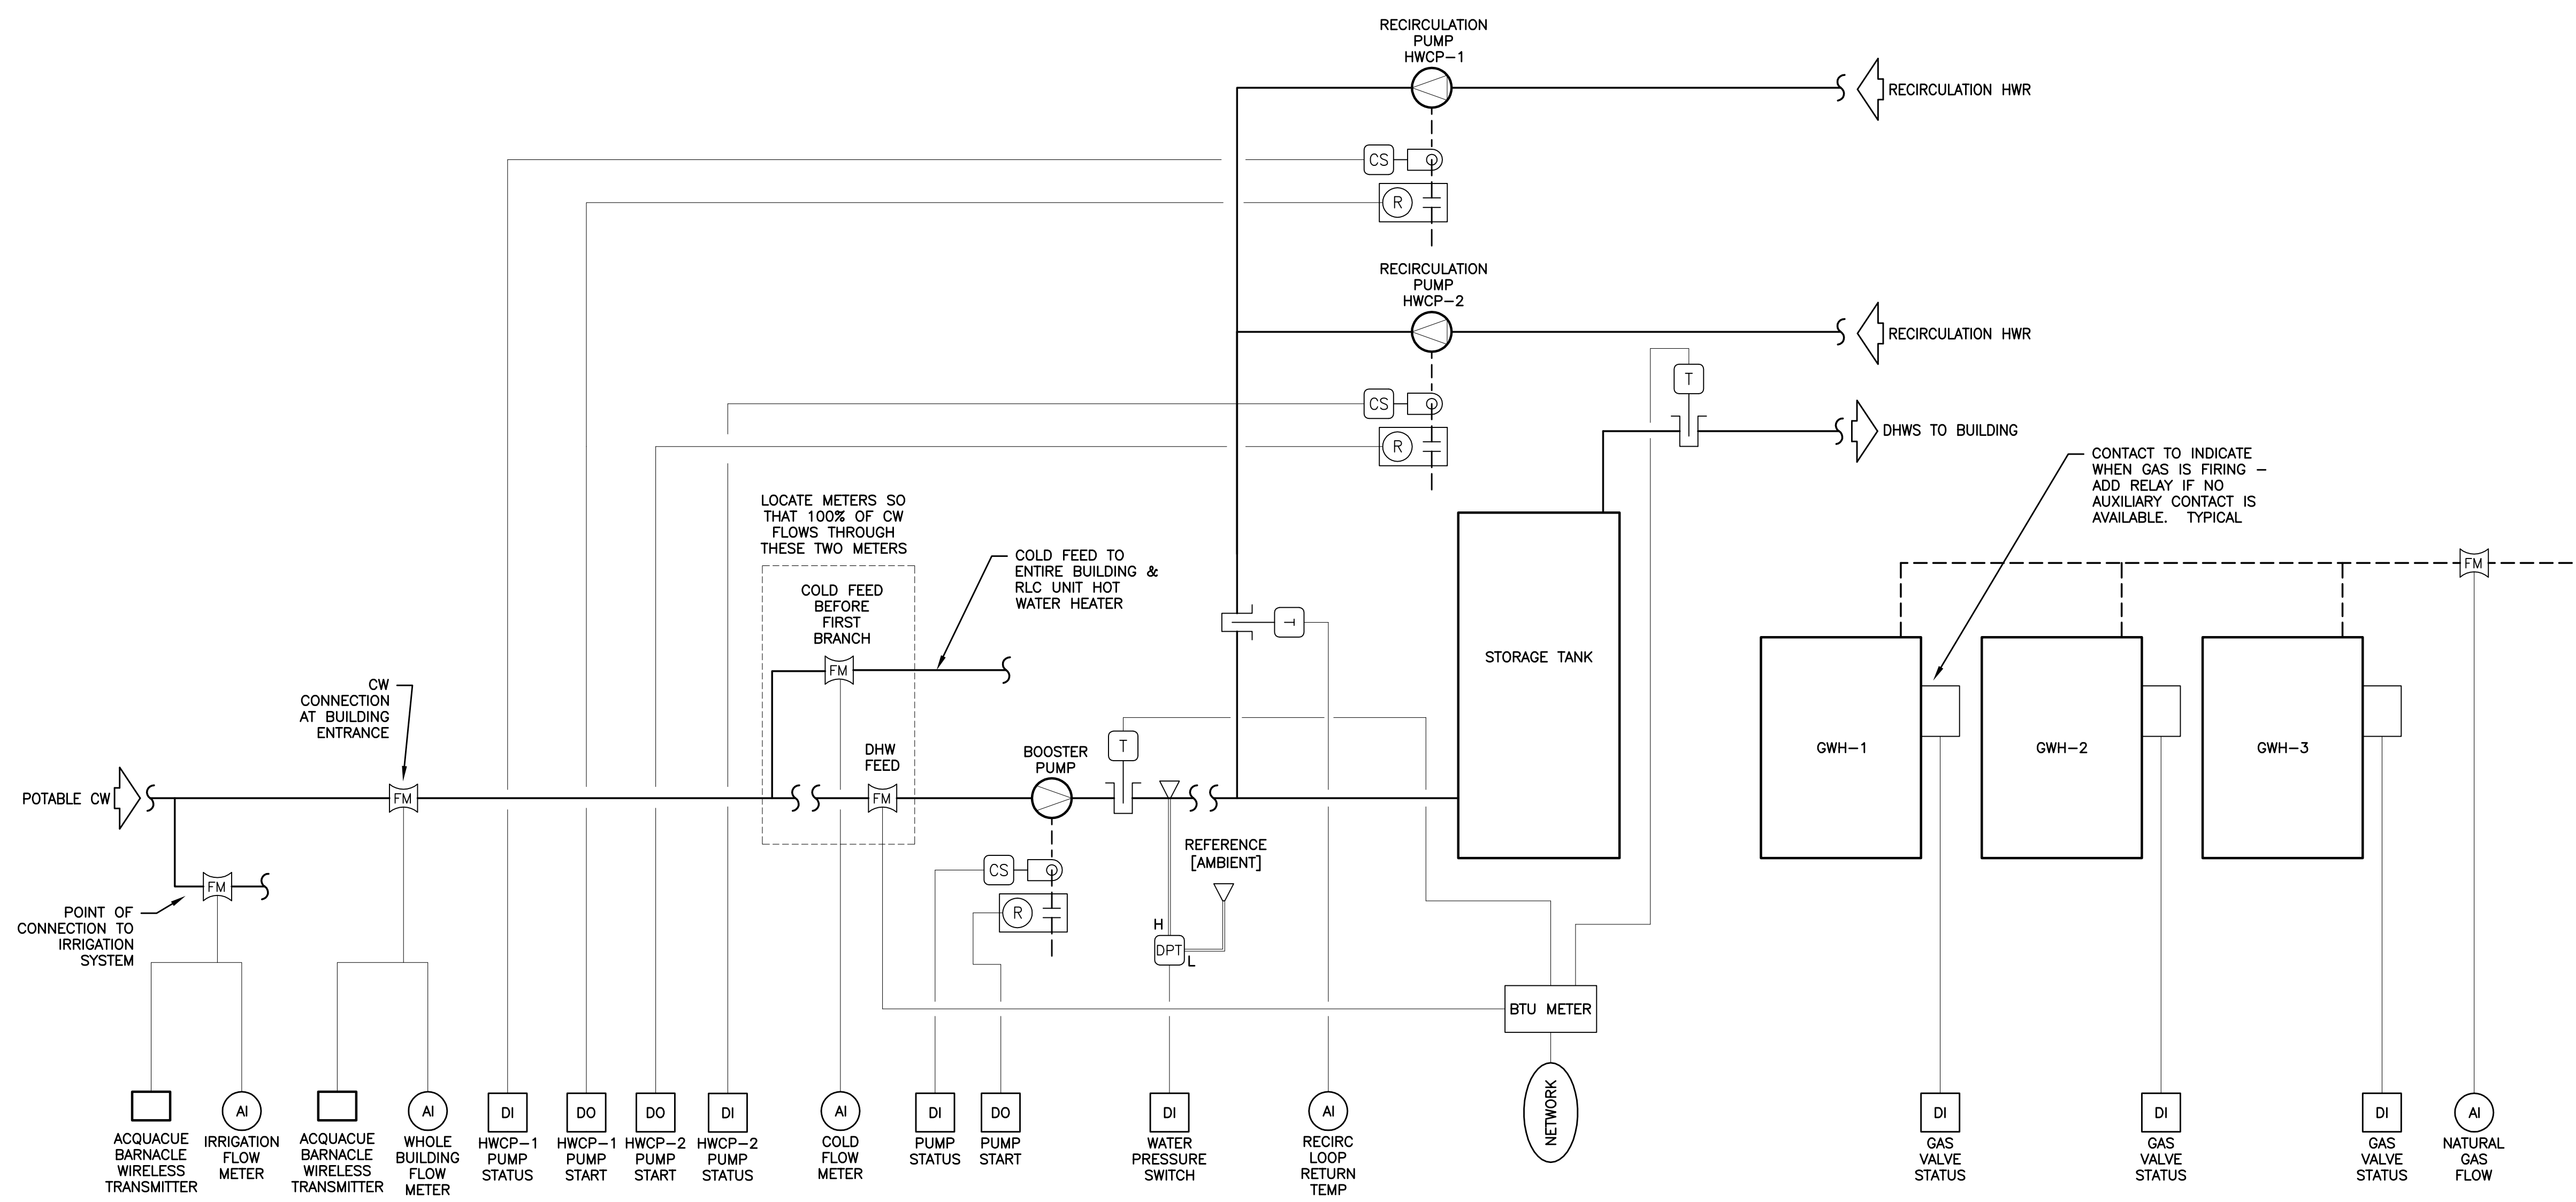 RECIRCULATION
PUMP
HWCP-1
RECIRCULATION HWR
CS
R
RECIRCULATION
PUMP
HWCP-2
RECIRCULATION HWR
T
CS
DHWS TO BUILDING
R
CONTACT TO INDICATE
WHEN GAS IS FIRING –
ADD RELAY IF NO
AUXILIARY CONTACT IS
AVAILABLE. TYPICAL
LOCATE METERS SO
THAT 100% OF CW
FLOWS THROUGH
THESE TWO METERS
COLD FEED TO
ENTIRE BUILDING &
RLC UNIT HOT
WATER HEATER
FM
COLD FEED
BEFORE
FIRST
BRANCH
T
STORAGE TANK
FM
CW
CONNECTION
AT BUILDING
ENTRANCE
DHW
FEED
BOOSTER
PUMP
T
GWH-1
GWH-2
GWH-3
POTABLE CW
FM
FM
REFERENCE
[AMBIENT]
CS
FM
R
POINT OF
CONNECTION TO
IRRIGATION
SYSTEM
H
DPT
L
BTU METER
NETWORK
AI
ACQUACUE
BARNACLE
WIRELESS
TRANSMITTER
IRRIGATION
FLOW
METER
ACQUACUE
BARNACLE
WIRELESS
TRANSMITTER
AI
WHOLE
BUILDING
FLOW
METER
DI
HWCP-1
PUMP
STATUS
DO
HWCP-1
PUMP
START
DO
HWCP-2
PUMP
START
DI
HWCP-2
PUMP
STATUS
AI
COLD
FLOW
METER
DI
PUMP
STATUS
DO
PUMP
START
DI
WATER
PRESSURE
SWITCH
AI
RECIRC
LOOP
RETURN
TEMP
DI
GAS
VALVE
STATUS
DI
GAS
VALVE
STATUS
DI
GAS
VALVE
STATUS
AI
NATURAL
GAS
FLOW